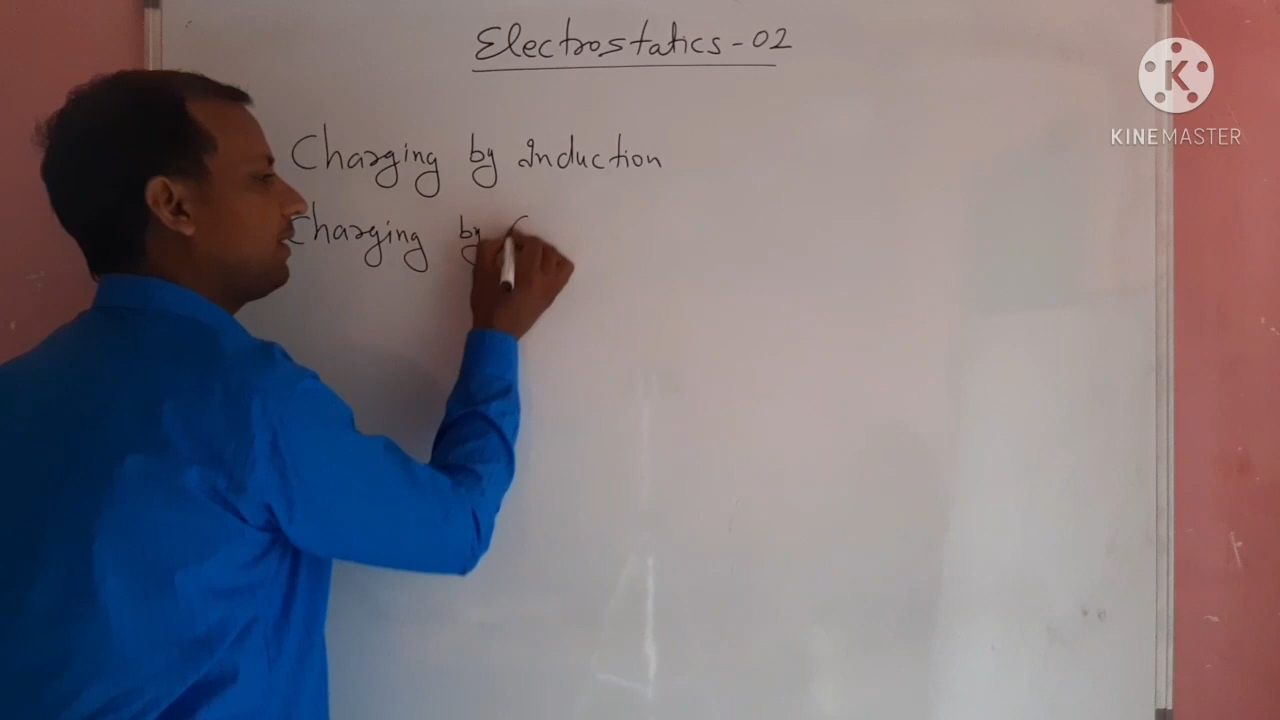 Electrostatics - 02
Charging by Induction
Charging by C
K
KINEMASTER